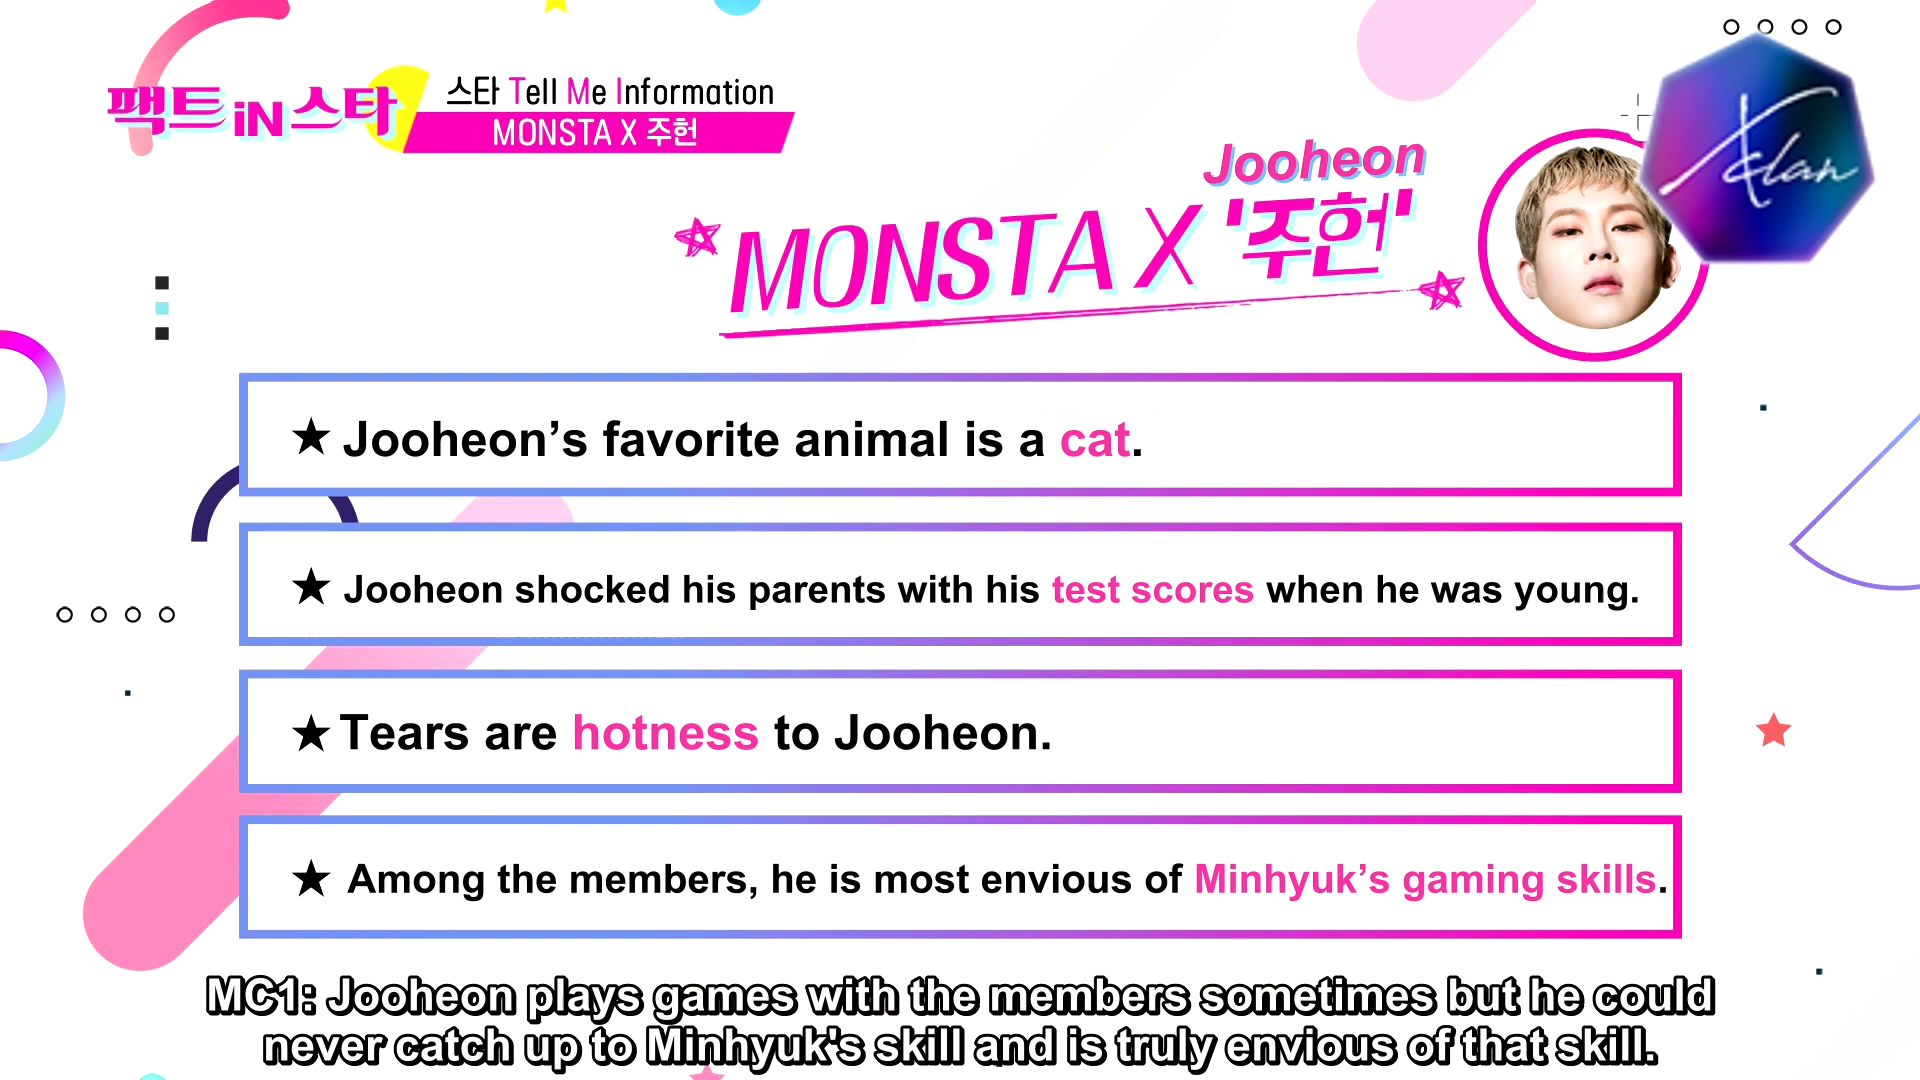 팩트 iN 스타
스타 Tell Me Information
MONSTA X 주헌
Xclan
Jooheon
MONSTA X '주헌'
★ Jooheon’s favorite animal is a cat.
★ Jooheon shocked his parents with his test scores when he was young.
★ Tears are hotness to Jooheon.
★ Among the members, he is most envious of Minhyuk’s gaming skills.
MC1: Jooheon plays games with the members sometimes but he could
never catch up to Minhyuk's skill and is truly envious of that skill.